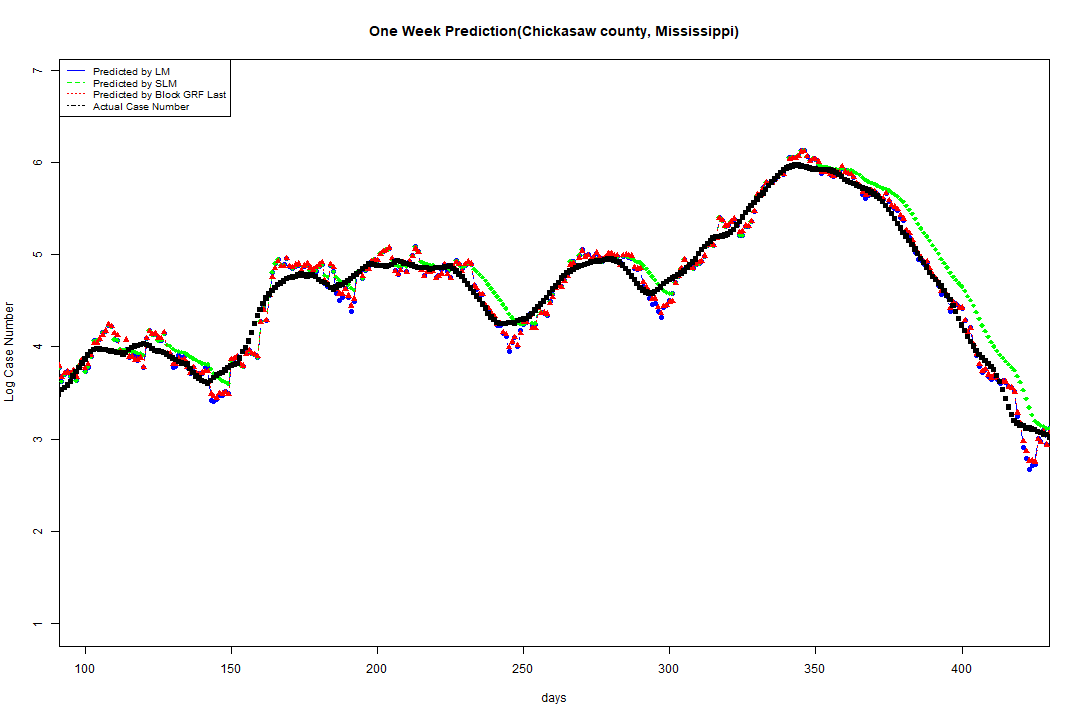 One Week Prediction(Chickasaw county, Mississippi)
Predicted by LM
Predicted by SLM
Predicted by Block GRF Last
Actual Case Number
Log Case Number
7
6
5
4
3
2
1
100 150 200 250 300 350 400
days